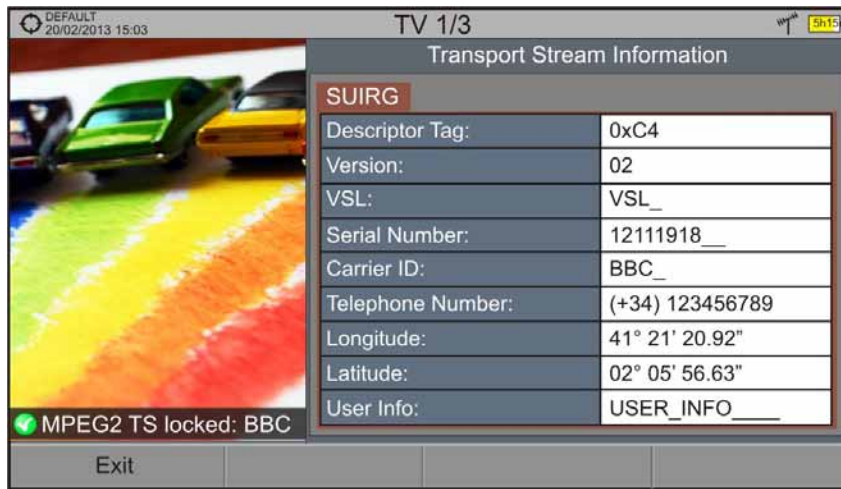 DEFAULT
20/02/2013 15:03
TV 1/3
5h15
Transport Stream Information
SUIRG
Descriptor Tag: 0xC4
Version: 02
VSL: VSL_
Serial Number: 12111918__
Carrier ID: BBC_
Telephone Number: (+34) 123456789
Longitude: 41° 21’ 20.92”
Latitude: 02° 05’ 56.63”
User Info: USER_INFO____
MPEG2 TS locked: BBC
Exit